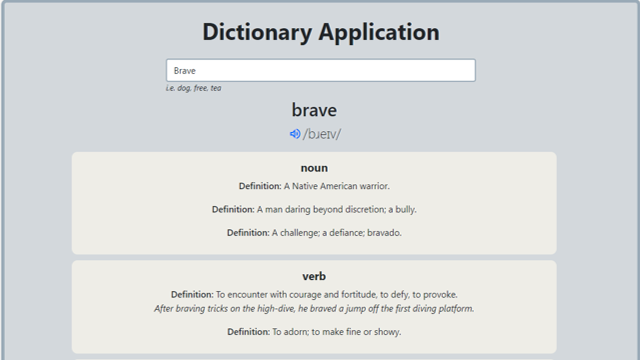 Dictionary Application
Brave
i.e. dog, free, tea
brave
/bɹeɪv/
noun
Definition: A Native American warrior.
Definition: A man daring beyond discretion; a bully.
Definition: A challenge; a defiance; bravado.
verb
Definition: To encounter with courage and fortitude, to defy, to provoke.
After braving tricks on the high-dive, he braved a jump off the first diving platform.
Definition: To adorn; to make fine or showy.